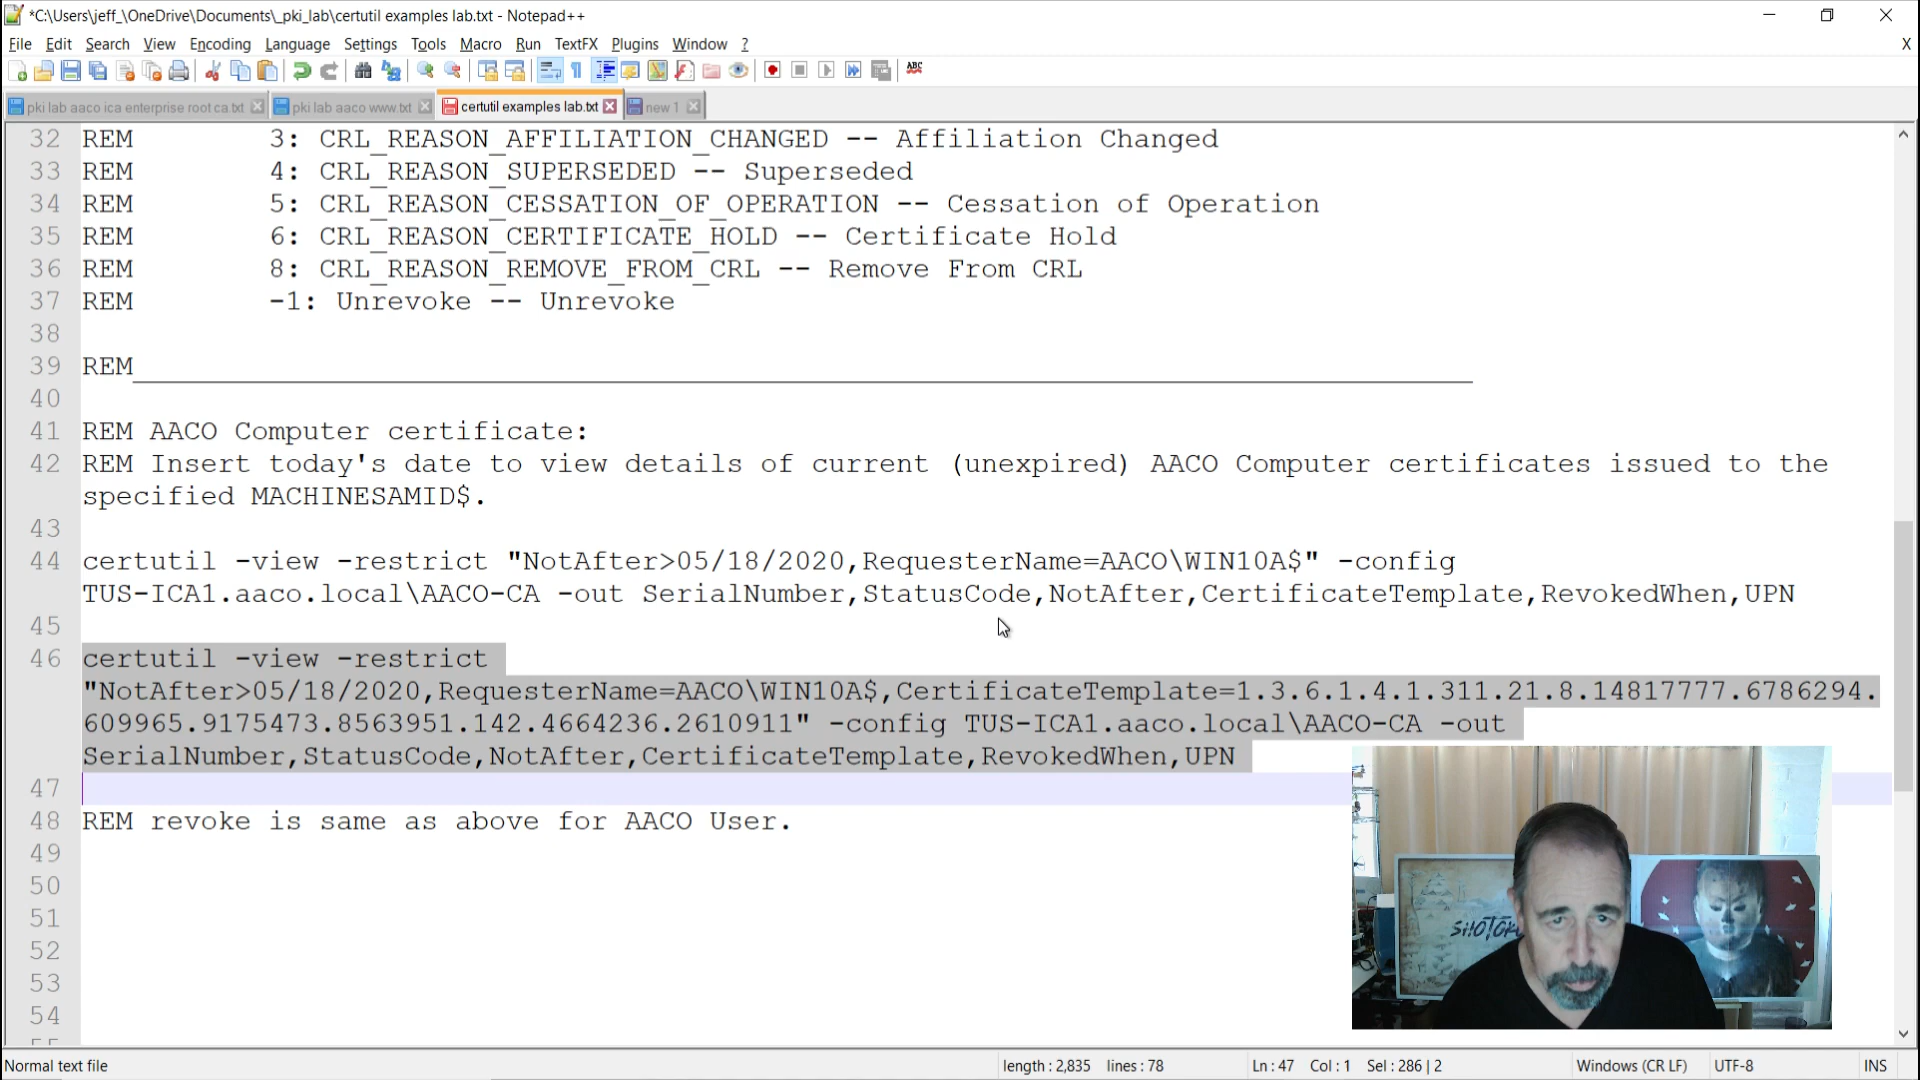 *C:\Users\jeff_\OneDrive\Documents\_pki_lab\certutil examples lab.txt - Notepad++
File Edit Search View Encoding Language Settings Tools Macro Run TextFX Plugins Window ?
X
ABC
pki lab aaco ica enterprise root ca.txt
pki lab aaco www.txt
certutil examples lab.txt
new 1
32 REM 3: CRL_REASON_AFFILIATION_CHANGED -- Affiliation Changed
33 REM 4: CRL_REASON_SUPERSEDED -- Superseded
34 REM 5: CRL_REASON_CESSATION_OF_OPERATION -- Cessation of Operation
35 REM 6: CRL_REASON_CERTIFICATE_HOLD -- Certificate Hold
36 REM 8: CRL_REASON_REMOVE_FROM_CRL -- Remove From CRL
37 REM -1: Unrevoke -- Unrevoke
38
39 REM_______________________________________________________________________________
40
41 REM AACO Computer certificate:
42 REM Insert today's date to view details of current (unexpired) AACO Computer certificates issued to the
specified MACHINESAMID$.
43
44 certutil -view -restrict "NotAfter>05/18/2020,RequesterName=AACO\WIN10A$" -config
TUS-ICA1.aaco.local\AACO-CA -out SerialNumber,StatusCode,NotAfter,CertificateTemplate,RevokedWhen,UPN
45
46 certutil -view -restrict
"NotAfter>05/18/2020,RequesterName=AACO\WIN10A$,CertificateTemplate=1.3.6.1.4.1.311.21.8.14817777.6786294.
609965.9175473.8563951.142.4664236.2610911" -config TUS-ICA1.aaco.local\AACO-CA -out
SerialNumber,StatusCode,NotAfter,CertificateTemplate,RevokedWhen,UPN
47
48 REM revoke is same as above for AACO User.
49
50
51
52
53
54
Normal text file
length : 2,835 lines : 78
Ln : 47 Col : 1 Sel : 286 | 2
Windows (CR LF)
UTF-8
INS